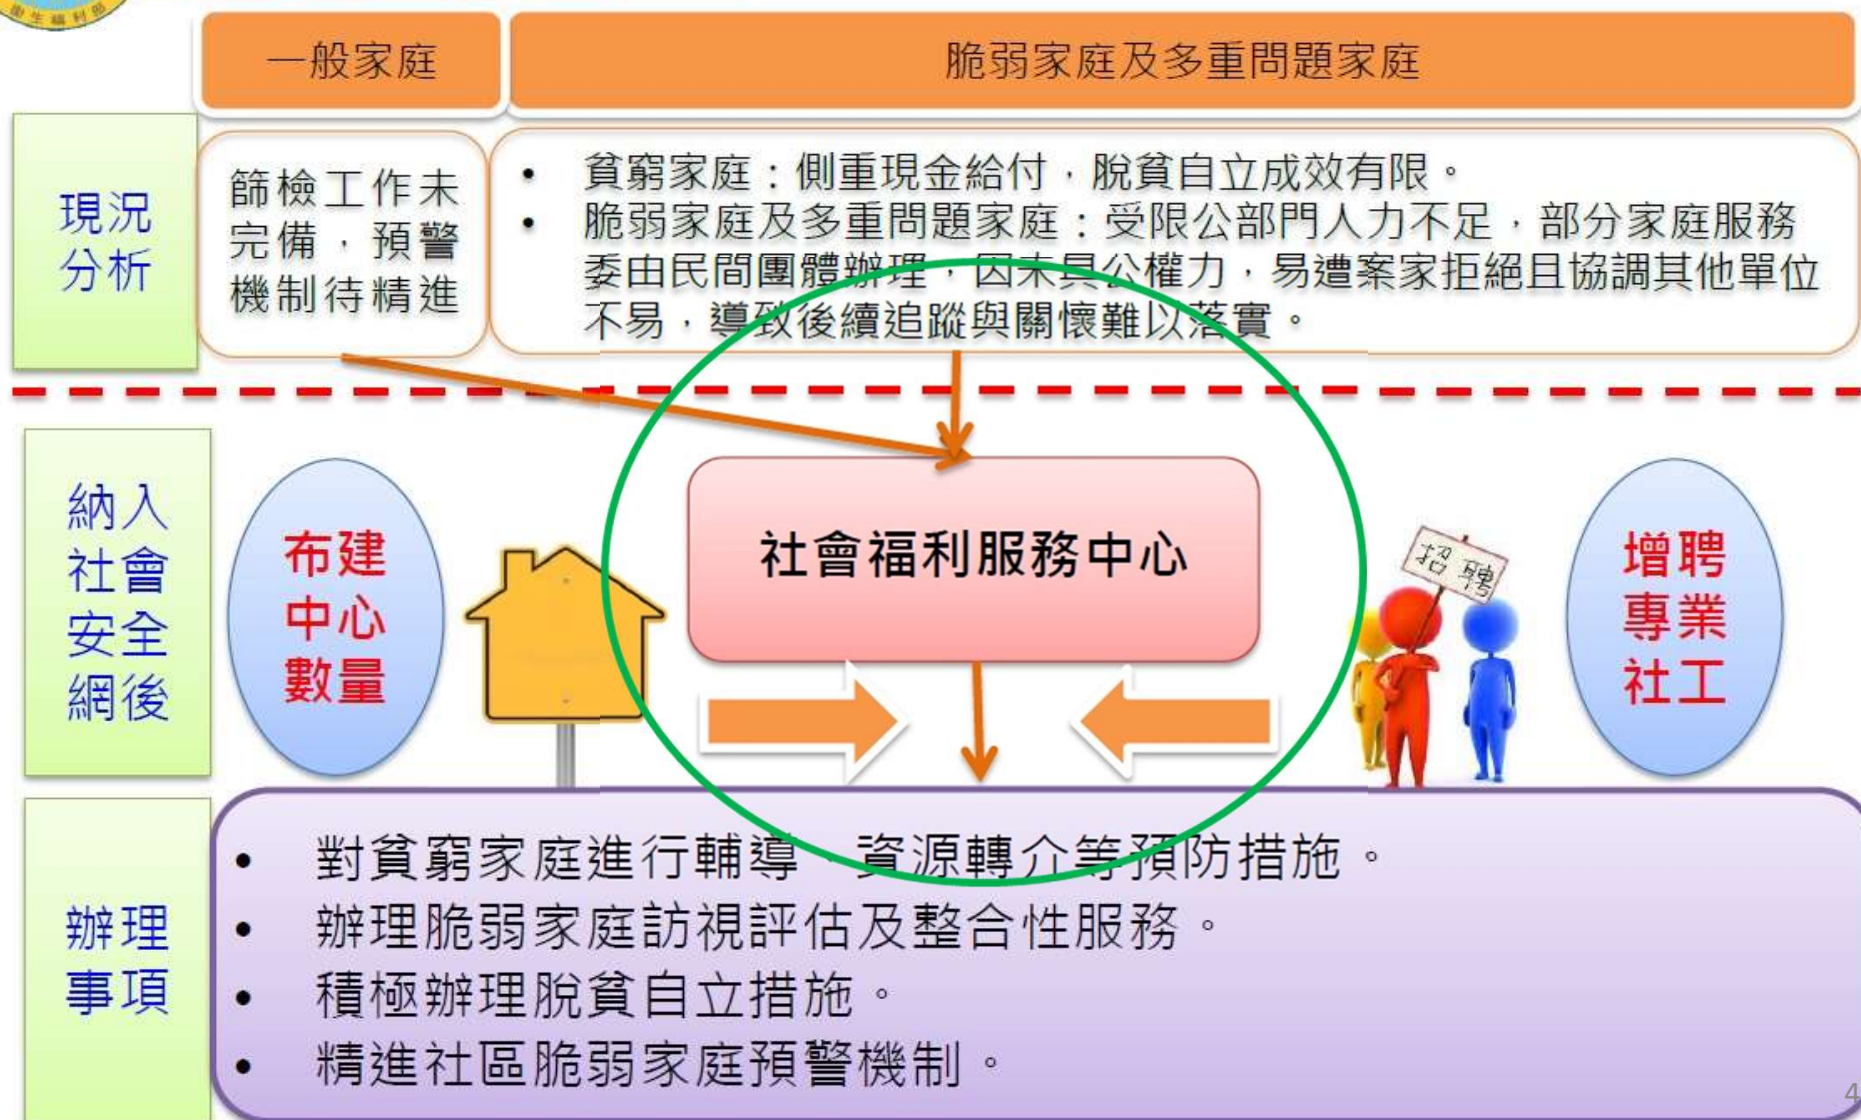 衛生福利部
一般家庭
脆弱家庭及多重問題家庭
現況
分析
篩檢工作未
完備，預警
機制待精進
• 貧窮家庭：側重現金給付，脫貧自立成效有限。
• 脆弱家庭及多重問題家庭：受限公部門人力不足，部分家庭服務
委由民間團體辦理，因未具公權力，易遭案家拒絕且協調其他單位
不易，導致後續追蹤與關懷難以落實。
納入
社會
安全
網後
布建
中心
數量
社會福利服務中心
招聘
增聘
專業
社工
辦理
事項
• 對貧窮家庭進行輔導、資源轉介等預防措施。
• 辦理脆弱家庭訪視評估及整合性服務。
• 積極辦理脫貧自立措施。
• 精進社區脆弱家庭預警機制。
4